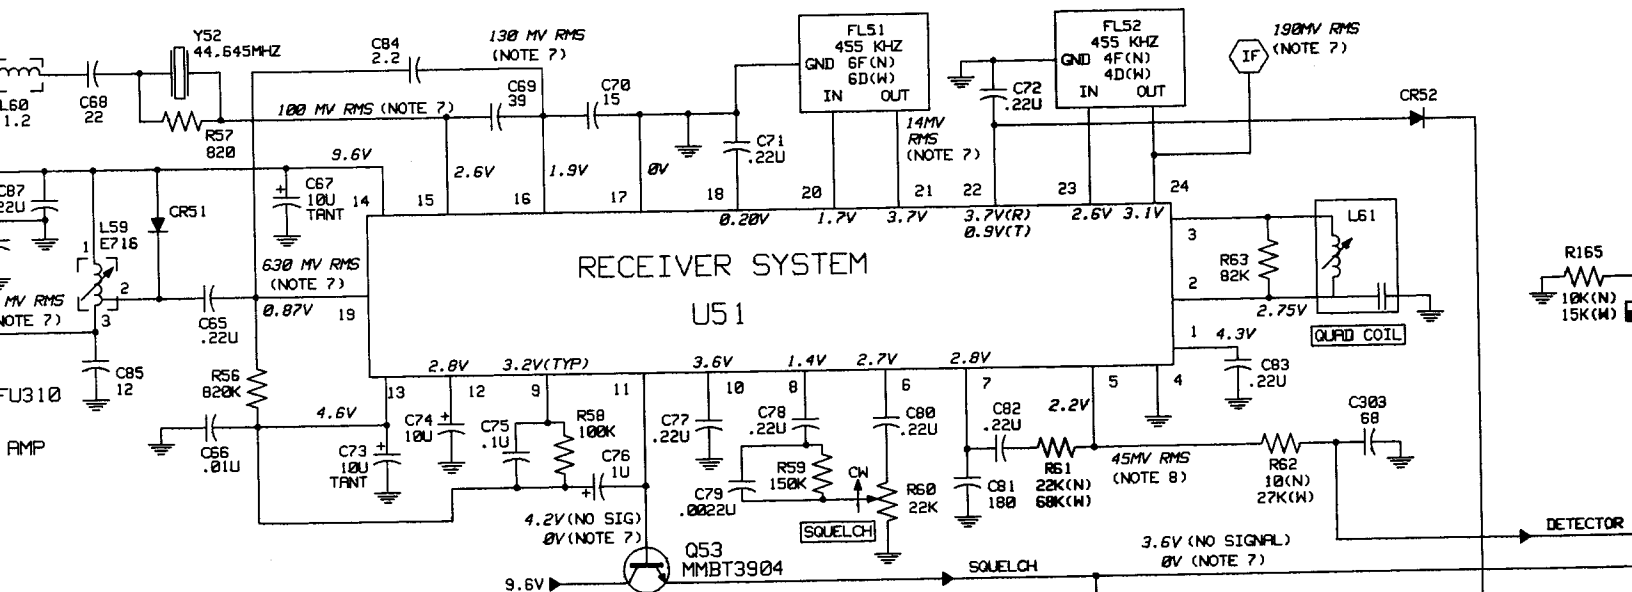 Y52
44.645MHZ
L60
1.2
C68
22
R57
820
C84
2.2
130 MV RMS
(NOTE 7)
100 MV RMS (NOTE 7)
C69
39
C70
15
FL51
455 KHZ
6F(N)
6D(W)
GND
IN OUT
FL52
455 KHZ
4F(N)
4D(W)
GND
IN OUT
IF
190MV RMS
(NOTE 7)
C72
.22U
C71
.22U
14MV
RMS
(NOTE 7)
CR52
9.6V
C87
22U
L59
E716
1
2
3
CR51
C67
10U
TANT
+
14
15
2.6V
16
1.9V
17
0V
18
20
21
22
23
24
0.20V
1.7V
3.7V
3.7V(R)
0.9V(T)
2.6V
3.1V
RECEIVER SYSTEM
U51
630 MV RMS
(NOTE 7)
0.87V
19
MV RMS
NOTE 7)
C65
.22U
C85
12
FU310
AMP
R56
820K
C66
.01U
4.6V
3
2
1
R63
82K
L61
2.75V
QUAD COIL
4.3V
C83
.22U
R165
10K(N)
15K(W)
2.8V
3.2V(TYP)
3.6V
1.4V
2.7V
2.8V
13
12
9
11
10
8
6
7
5
4
C73
10U
TANT
+
C74
10U
+
C75
.1U
R58
100K
C76
1U
+
C77
.22U
C78
.22U
C79
.0022U
R59
150K
CW
SQUELCH
C80
.22U
R60
22K
C82
.22U
C81
180
R61
22K(N)
68K(W)
2.2V
45MV RMS
(NOTE 8)
R62
10(N)
27K(W)
C303
68
4.2V(NO SIG)
0V(NOTE 7)
Q53
MMBT3904
9.6V
SQUELCH
3.6V (NO SIGNAL)
0V (NOTE 7)
DETECTOR